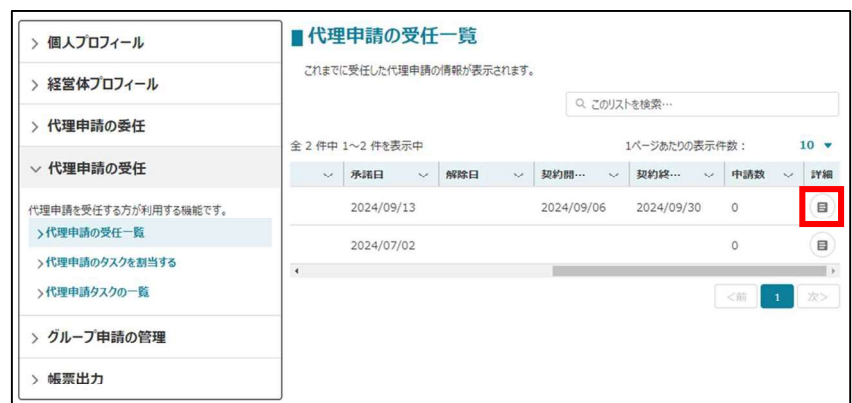 > 個人プロフィール
> 経営体プロフィール
> 代理申請の委任
代理申請の受任
代理申請を受任する方が利用する機能です。
>代理申請の受任一覧
>代理申請のタスクを割当する
>代理申請タスクの一覧
> グループ申請の管理
> 帳票出力
■代理申請の受任一覧
これまでに受任した代理申請の情報が表示されます。
このリストを検索…
全 2 件中 1~2 件を表示中 1ページあたりの表示件数: 10 ▼
承諾日 解除日 契約開… 契約終… 申請数 詳細
2024/09/13 2024/09/06 2024/09/30 0
2024/07/02 0
<前 1 次>